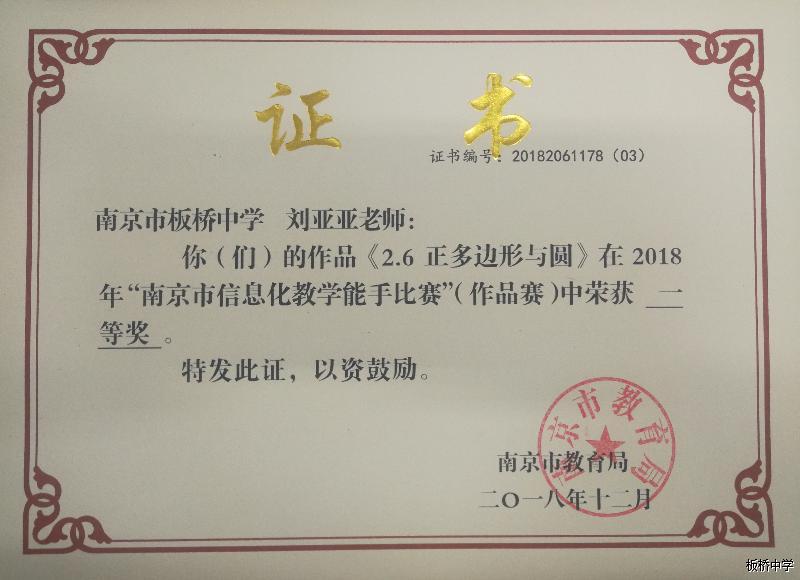 证书
证书编号：20182061178（03）
南京市板桥中学 刘亚亚老师：
你（们）的作品《2.6 正多边形与圆》在 2018
年“南京市信息化教学能手比赛”（作品赛）中荣获 二
等奖 。
特发此证，以资鼓励。
南京市教育局
南京市教育局
二〇一八年十二月
板桥中学